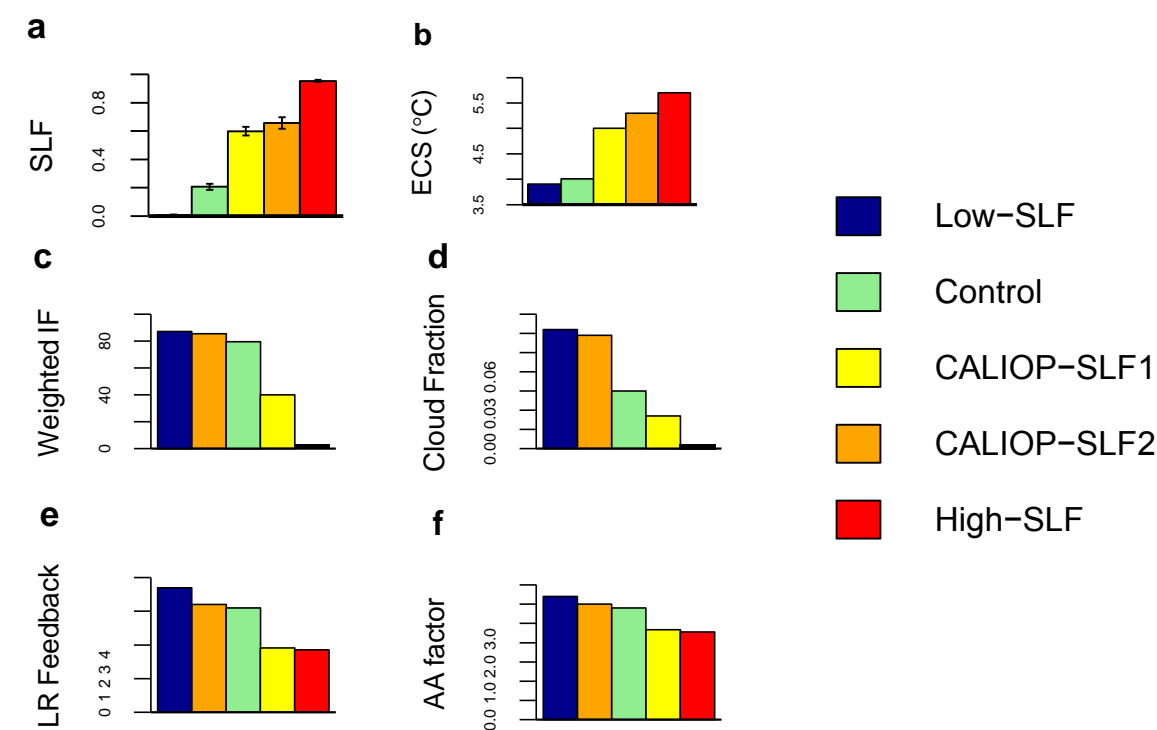 a
SLF
0.0 0.4 0.8
b
ECS (°C)
3.5 4.5 5.5
c
Weighted IF
0 40 80
d
Cloud Fraction
0.00 0.03 0.06
e
LR Feedback
0 1 2 3 4
f
AA factor
0.0 1.0 2.0 3.0
Low−SLF
Control
CALIOP−SLF1
CALIOP−SLF2
High−SLF